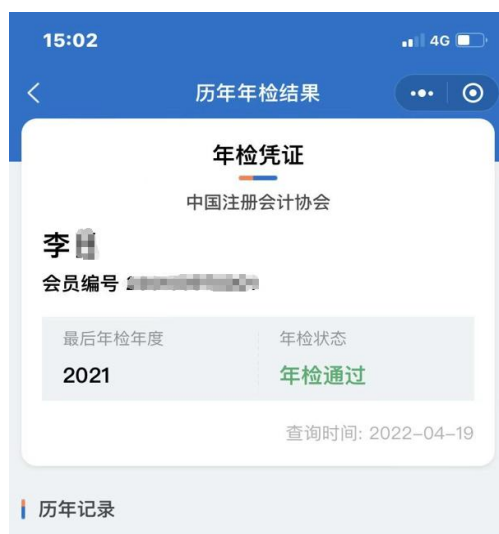 15:02
4G
历年年检结果
年检凭证
中国注册会计协会
李
会员编号
最后年检年度 年检状态
2021 年检通过
查询时间: 2022-04-19
历年记录